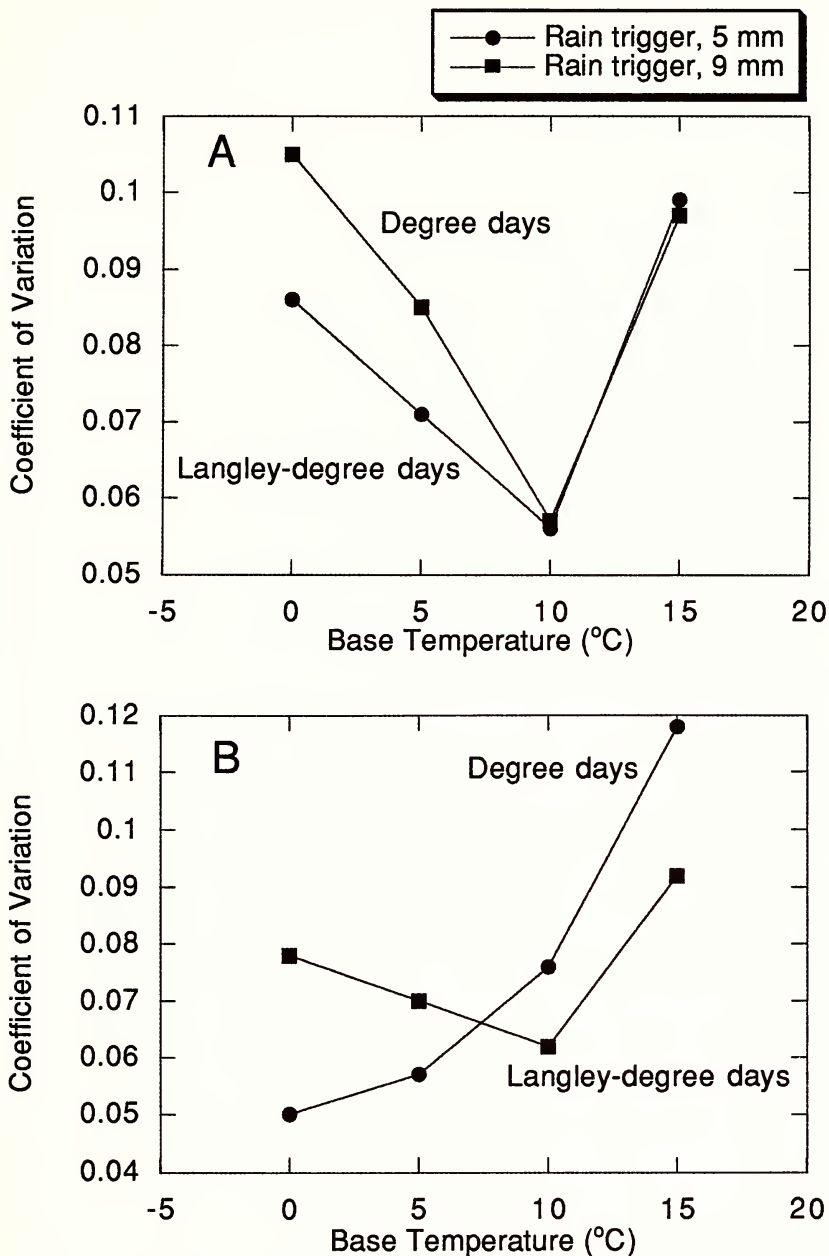 Rain trigger, 5 mm
Rain trigger, 9 mm
0.11
0.1
0.09
0.08
0.07
0.06
0.05
Coefficient of Variation
A
Degree days
Langley-degree days
-5 0 5 10 15 20
Base Temperature (°C)
0.12
0.11
0.1
0.09
0.08
0.07
0.06
0.05
0.04
Coefficient of Variation
B
Degree days
Langley-degree days
-5 0 5 10 15 20
Base Temperature (°C)